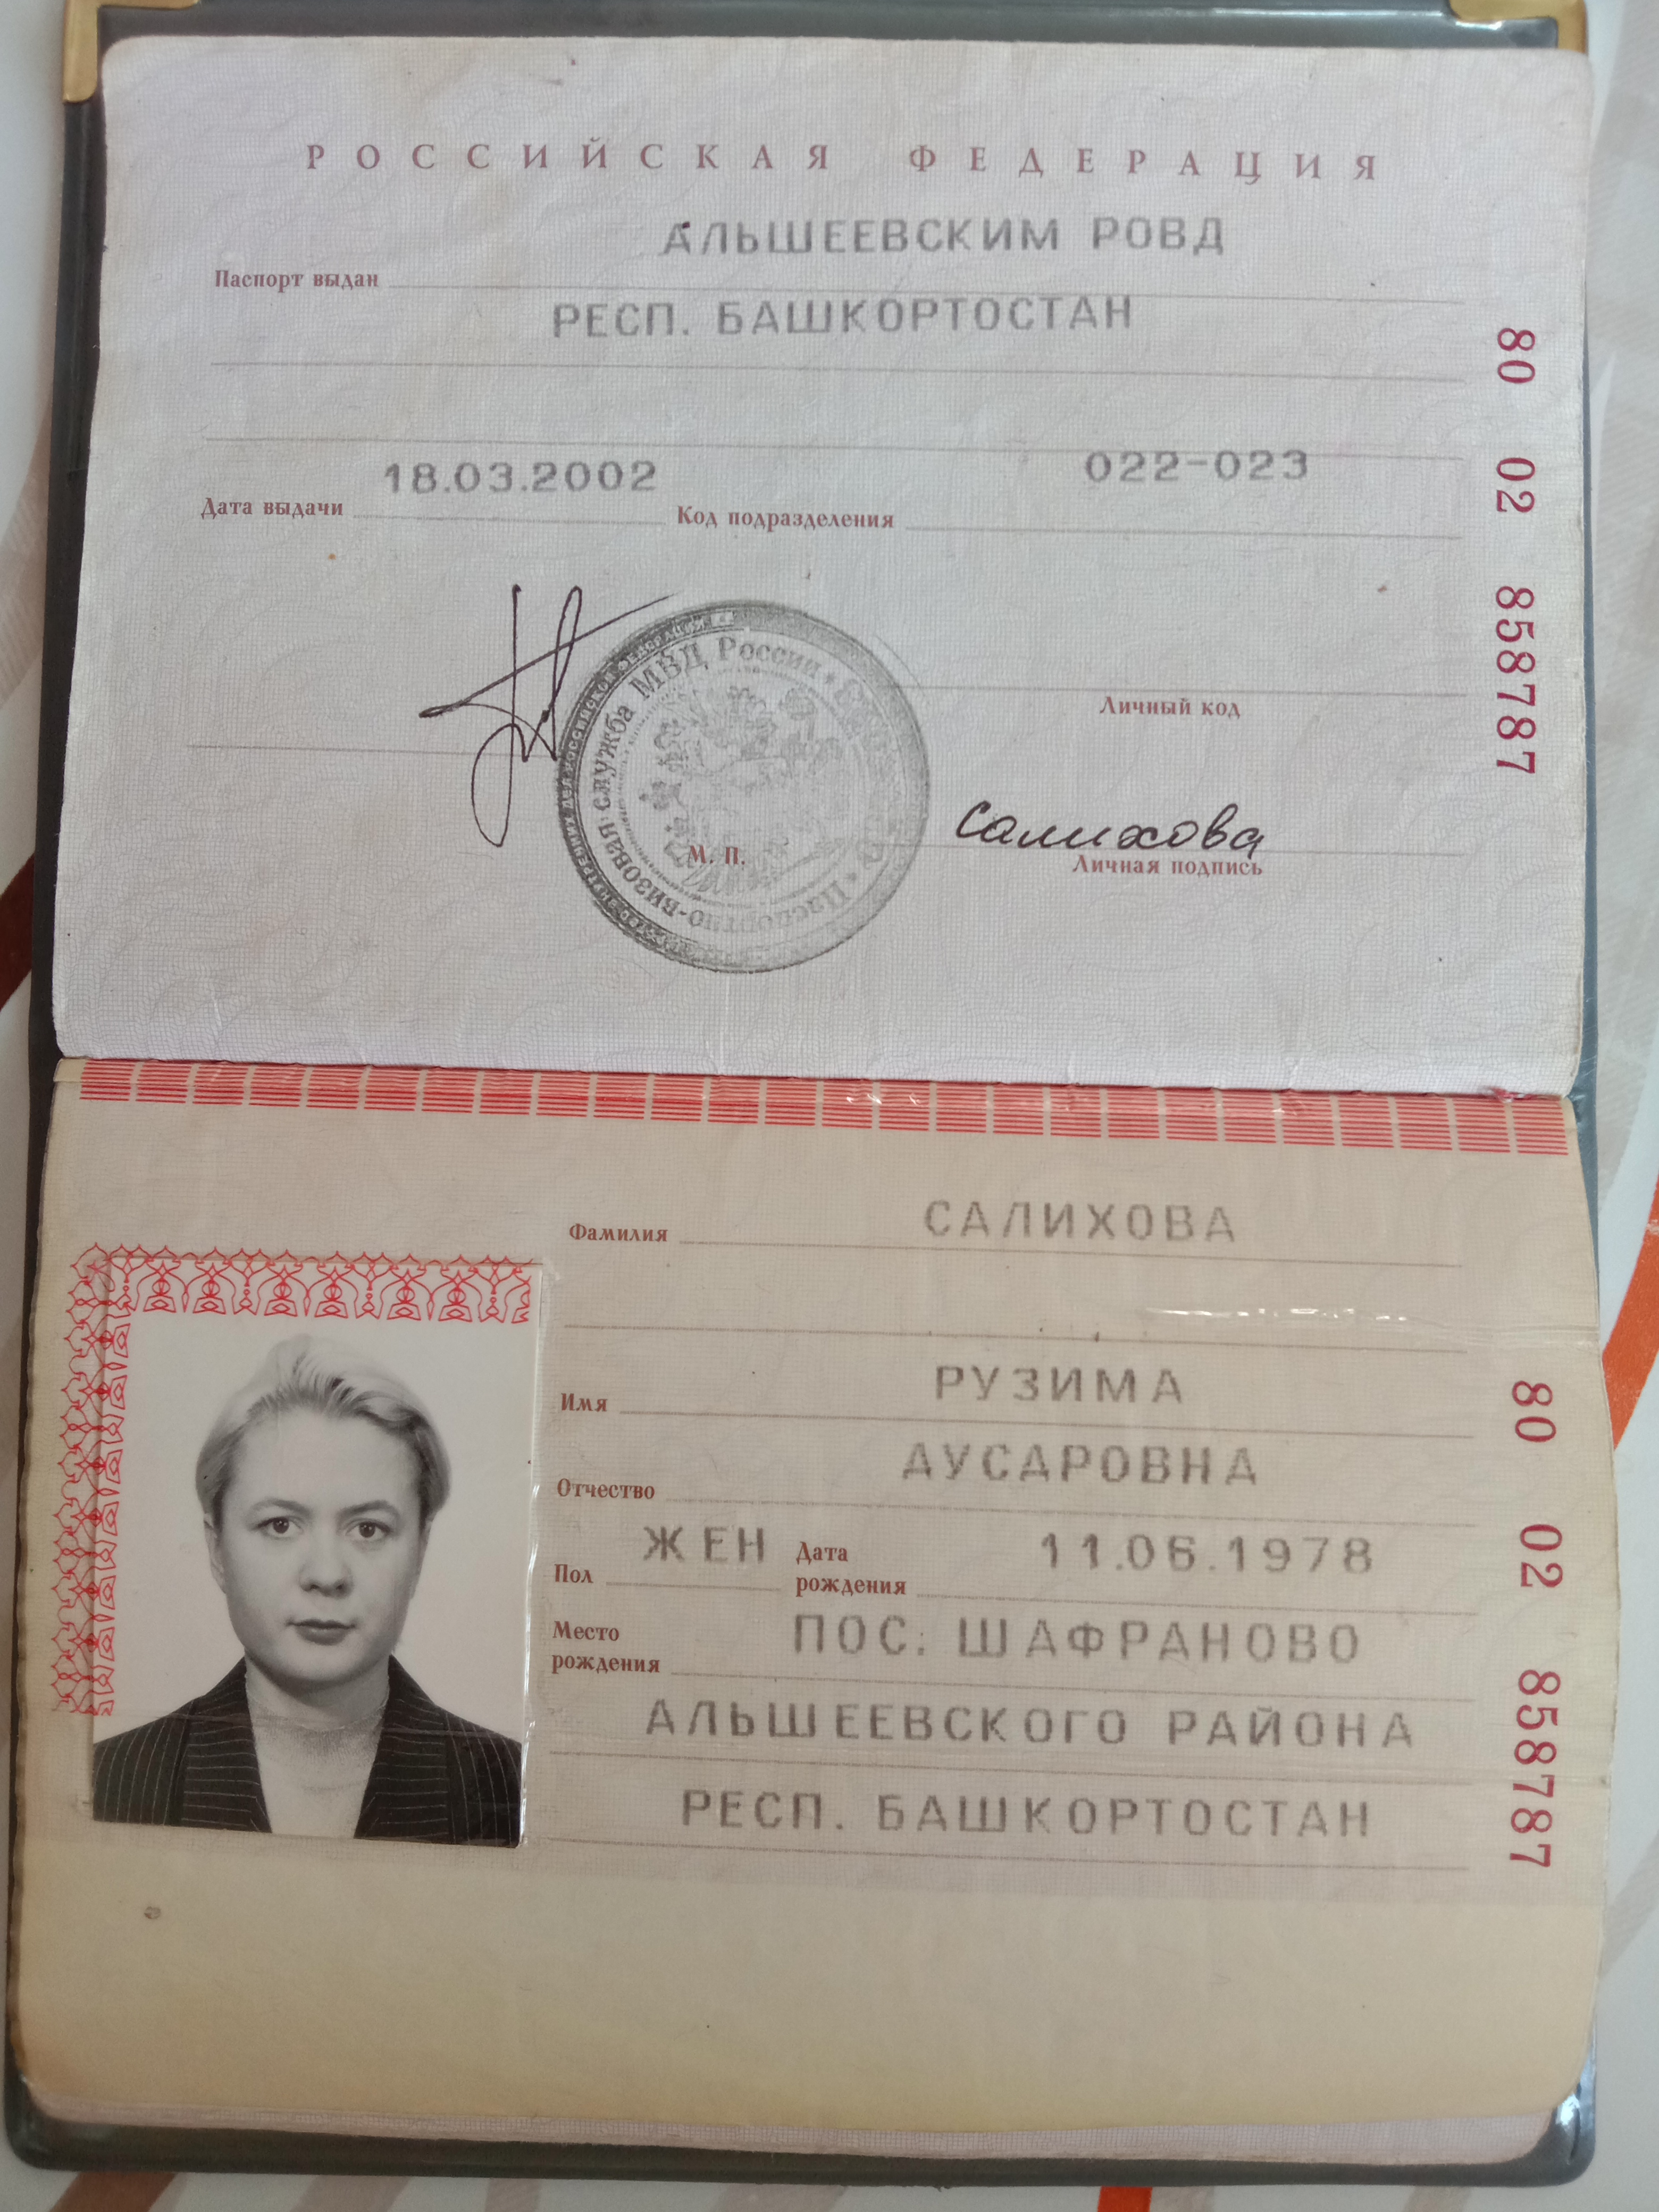 РОССИЙСКАЯ ФЕДЕРАЦИЯ
АЛЬШЕЕВСКИМ РОВД
Паспорт выдан
РЕСП. БАШКОРТОСТАН
18.03.2002
022-023
Дата выдачи
Код подразделения
80 02 858787
Паспортно-визовая служба МВД России
Личный код
М. П.
Салихова
Личная подпись
Фамилия САЛИХОВА
Имя РУЗИМА
Отчество АУСАРОВНА
Пол ЖЕН Дата рождения 11.06.1978
Место рождения ПОС. ШАФРАНОВО
АЛЬШЕЕВСКОГО РАЙОНА
РЕСП. БАШКОРТОСТАН
80 02 858787